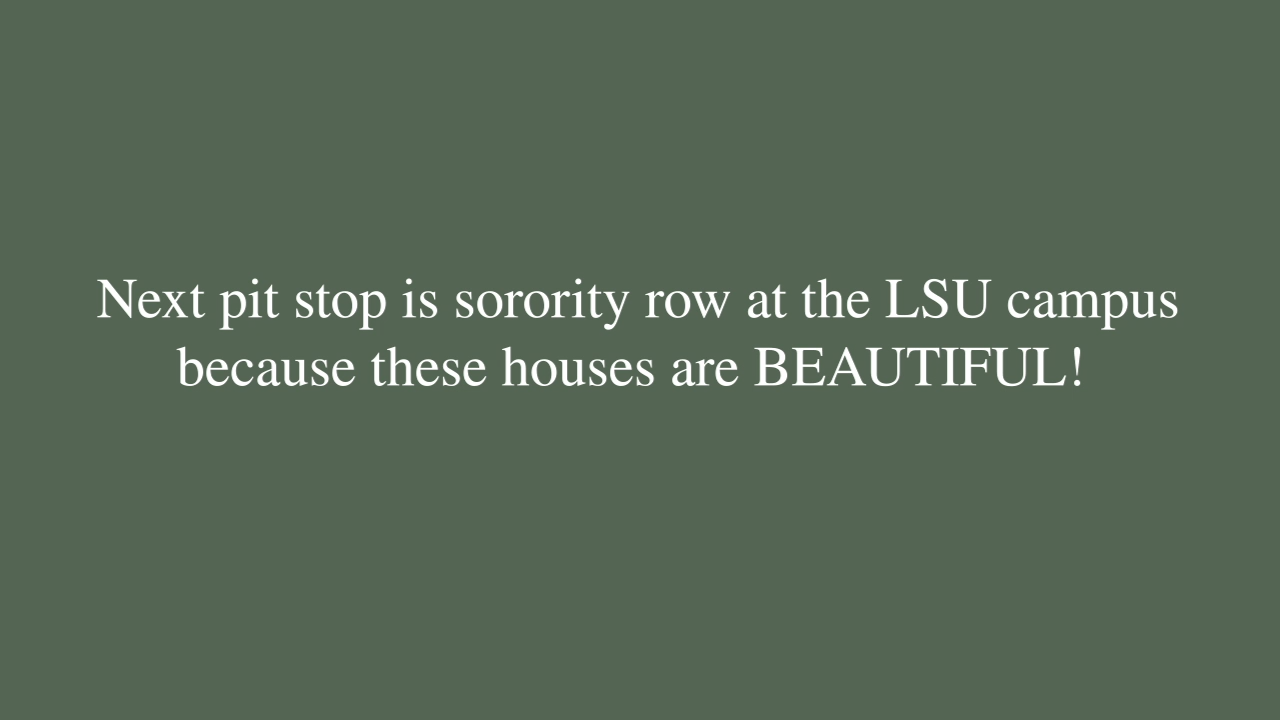 Next pit stop is sorority row at the LSU campus
because these houses are BEAUTIFUL!